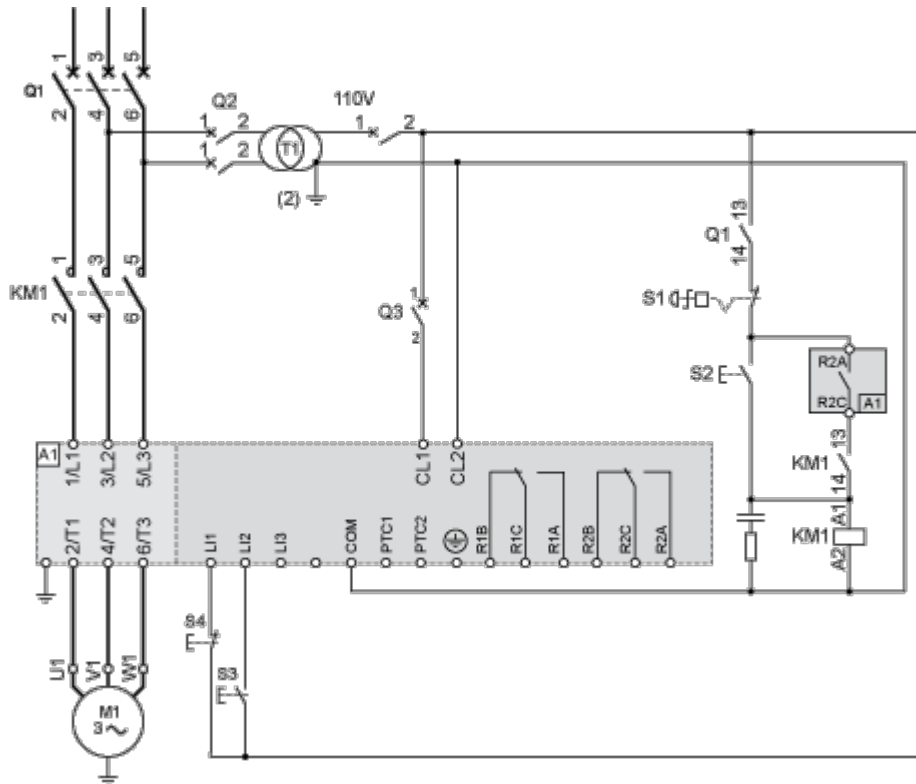 1 3 5
Q1
2 4 6
Q2 110V
1 2 1 2
1 2 T1
(2)
13
Q1
14
1 3 5
KM1
2 4 6
S1
1
Q3
2
S2
R2A
R2C A1
13
KM1
14
A1
KM1
A2
A1 1/L1 3/L2 5/L3 CL1 CL2
2/T1 4/T2 6/T3 LI1 LI2 LI3 COM PTC1 PTC2 R1B R1C R1A R2B R2C R2A
S4
S3
U1 V1 W1
M1
3